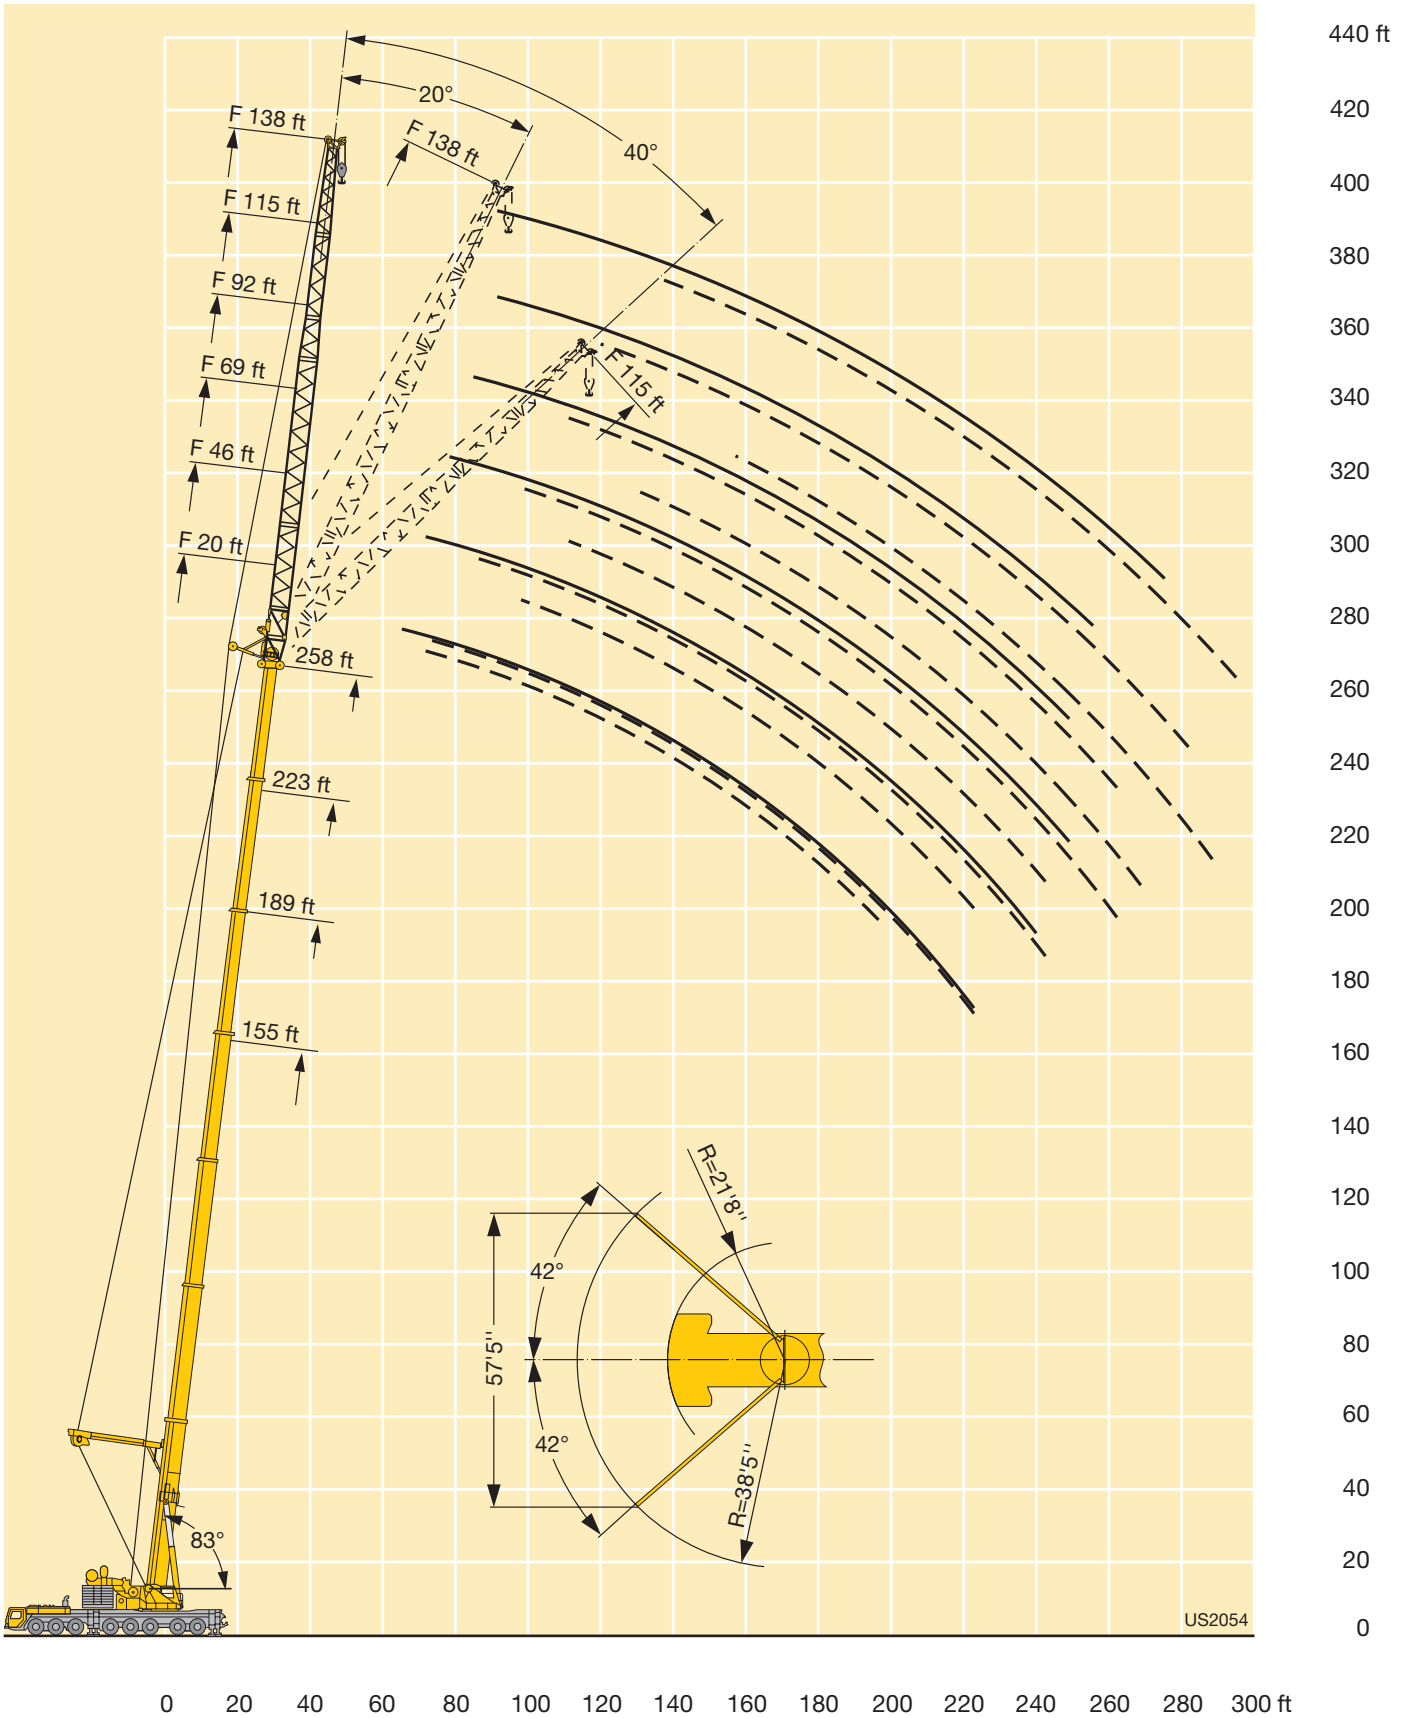 440 ft
420
400
380
360
340
320
300
280
260
240
220
200
180
160
140
120
100
80
60
40
20
0
20°
40°
F 138 ft
F 138 ft
F 115 ft
F 92 ft
F 115 ft
F 69 ft
F 46 ft
F 20 ft
258 ft
223 ft
189 ft
155 ft
R=21'8''
42°
57'5''
42°
R=38'5''
83°
US2054
0 20 40 60 80 100 120 140 160 180 200 220 240 260 280 300 ft